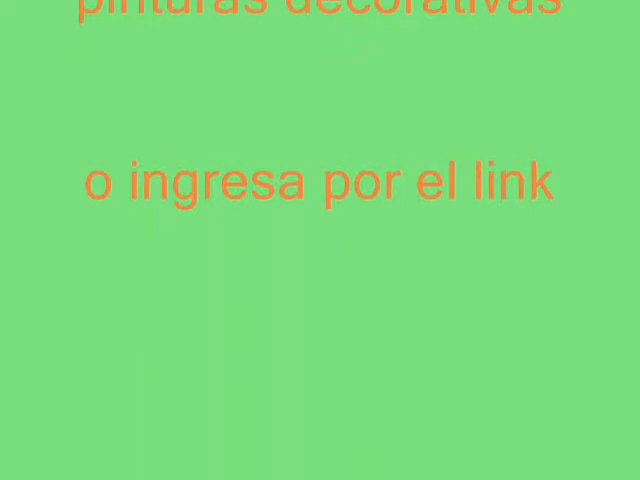 pinturas decorativas
o ingresa por el link